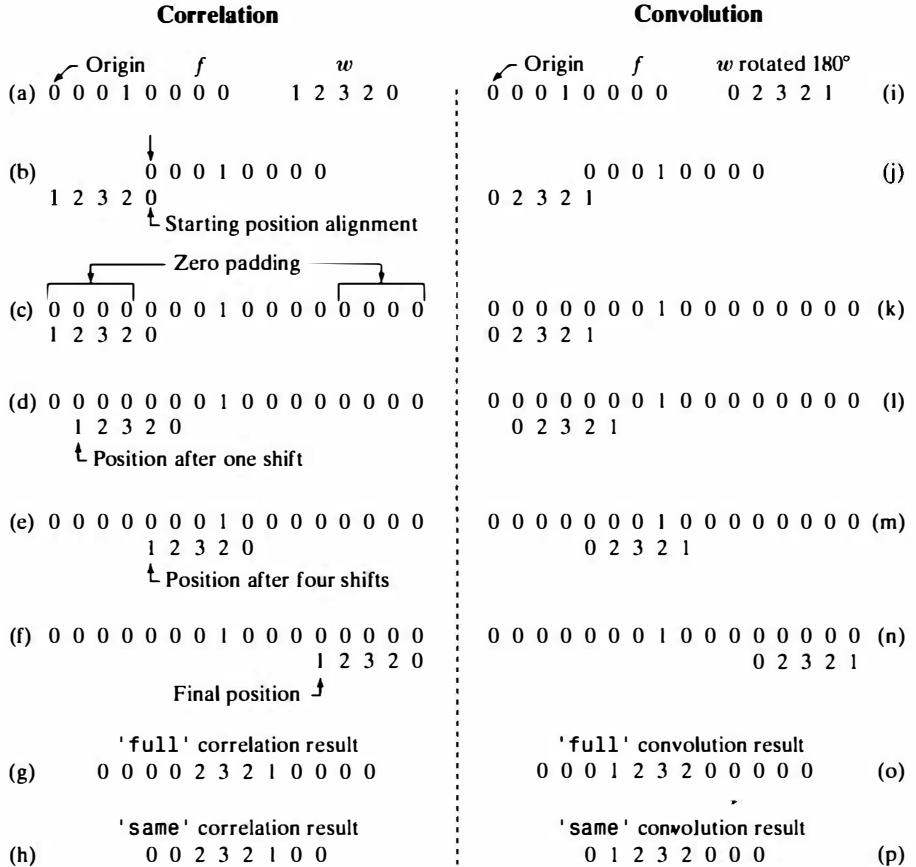 Correlation
Origin f w
(a) 0 0 0 1 0 0 0 0 1 2 3 2 0
(b) 0 0 0 1 0 0 0 0
1 2 3 2 0
Starting position alignment
Zero padding
(c) 0 0 0 0 0 0 0 1 0 0 0 0 0 0 0 0
1 2 3 2 0
(d) 0 0 0 0 0 0 0 1 0 0 0 0 0 0 0 0
1 2 3 2 0
Position after one shift
(e) 0 0 0 0 0 0 0 1 0 0 0 0 0 0 0 0
1 2 3 2 0
Position after four shifts
(f) 0 0 0 0 0 0 0 1 0 0 0 0 0 0 0 0
1 2 3 2 0
Final position
'full' correlation result
(g) 0 0 0 0 2 3 2 1 0 0 0 0
'same' correlation result
(h) 0 0 2 3 2 1 0 0
Convolution
Origin f w rotated 180°
0 0 0 1 0 0 0 0 0 2 3 2 1 (i)
0 0 0 1 0 0 0 0 (j)
0 2 3 2 1
0 0 0 0 0 0 0 1 0 0 0 0 0 0 0 0 (k)
0 2 3 2 1
0 0 0 0 0 0 0 1 0 0 0 0 0 0 0 0 (l)
0 2 3 2 1
0 0 0 0 0 0 0 1 0 0 0 0 0 0 0 0 (m)
0 2 3 2 1
0 0 0 0 0 0 0 1 0 0 0 0 0 0 0 0 (n)
0 2 3 2 1
'full' convolution result
0 0 0 1 2 3 2 0 0 0 0 0 (o)
'same' convolution result
0 1 2 3 2 0 0 0 (p)